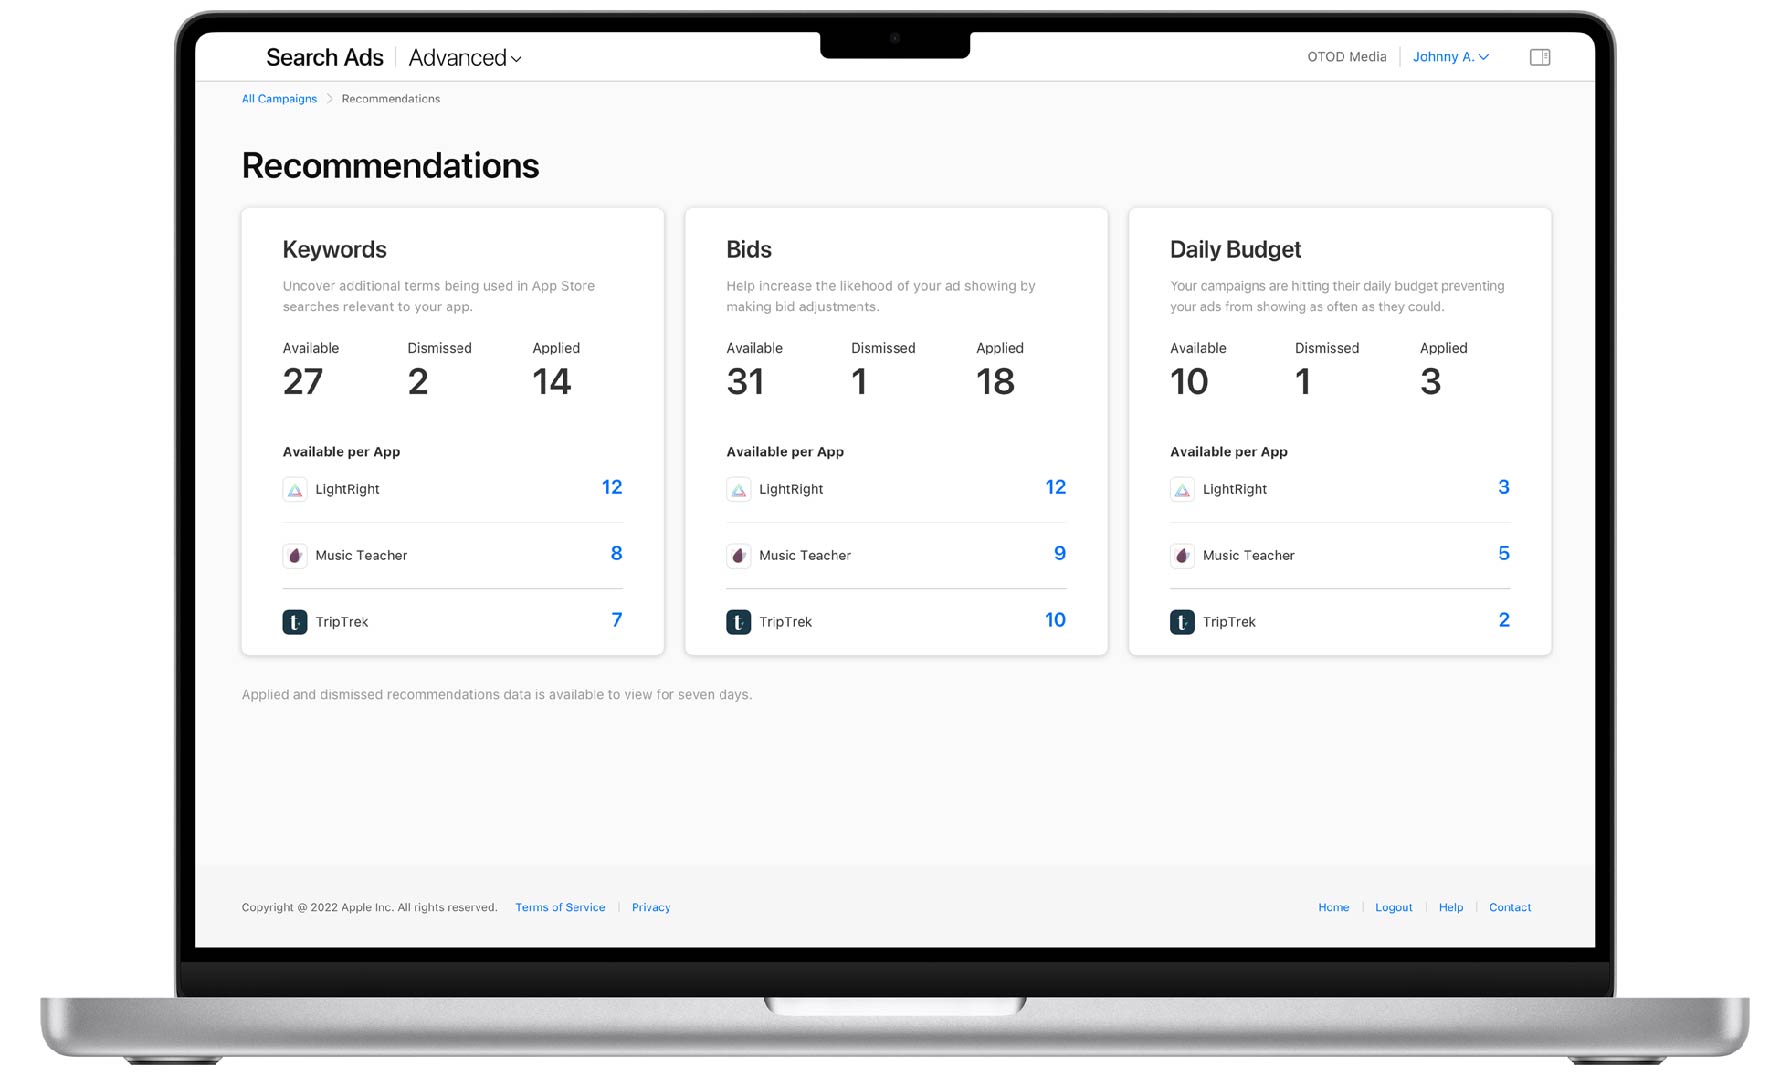 Search Ads
Advanced
OTOD Media
Johnny A.
All Campaigns
Recommendations
Recommendations
Keywords
Uncover additional terms being used in App Store
searches relevant to your app.
Available
Dismissed
Applied
27
2
14
Available per App
LightRight
12
Music Teacher
8
t
TripTrek
7
Bids
Help increase the likehood of your ad showing by
making bid adjustments.
Available
Dismissed
Applied
31
1
18
Available per App
LightRight
12
Music Teacher
9
t
TripTrek
10
Daily Budget
Your campaigns are hitting their daily budget preventing
your ads from showing as often as they could.
Available
Dismissed
Applied
10
1
3
Available per App
LightRight
3
Music Teacher
5
t
TripTrek
2
Applied and dismissed recommendations data is available to view for seven days.
Copyright @ 2022 Apple Inc. All rights reserved.
Terms of Service
Privacy
Home
Logout
Help
Contact